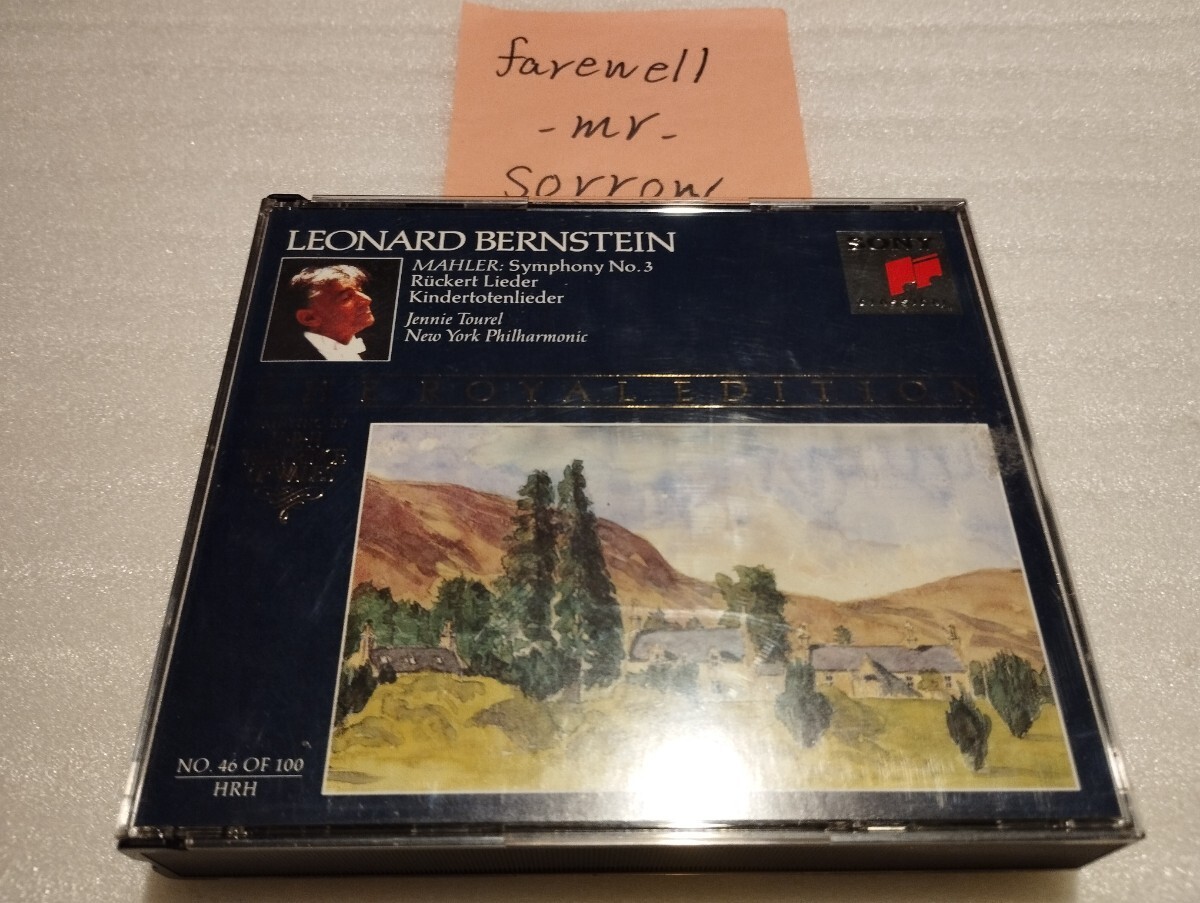 farewell
-mr-
sorrow
LEONARD BERNSTEIN
MAHLER: Symphony No. 3
Rückert Lieder
Kindertotenlieder
Jennie Tourel
New York Philharmonic
SONY
CLASSICAL
THE ROYAL EDITION
NO. 46 OF 100
HRH